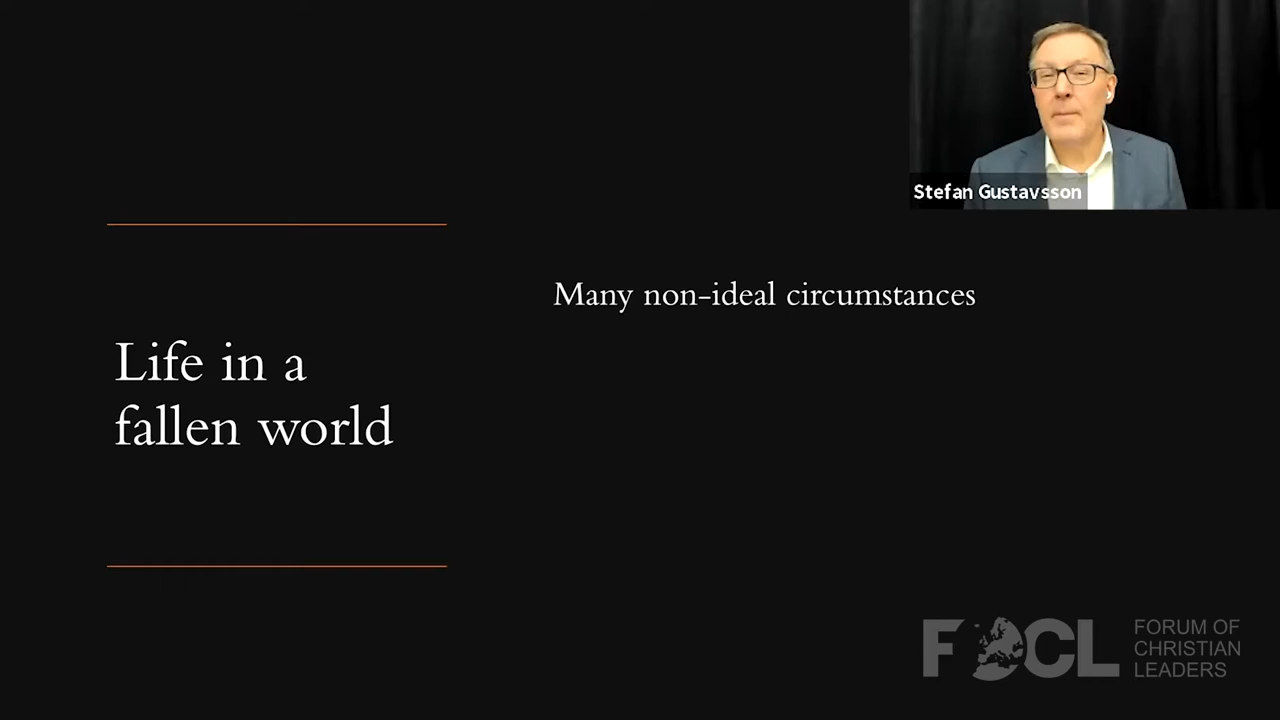 Stefan Gustavsson
Many non-ideal circumstances
Life in a
fallen world
FOCL
FORUM OF
CHRISTIAN
LEADERS